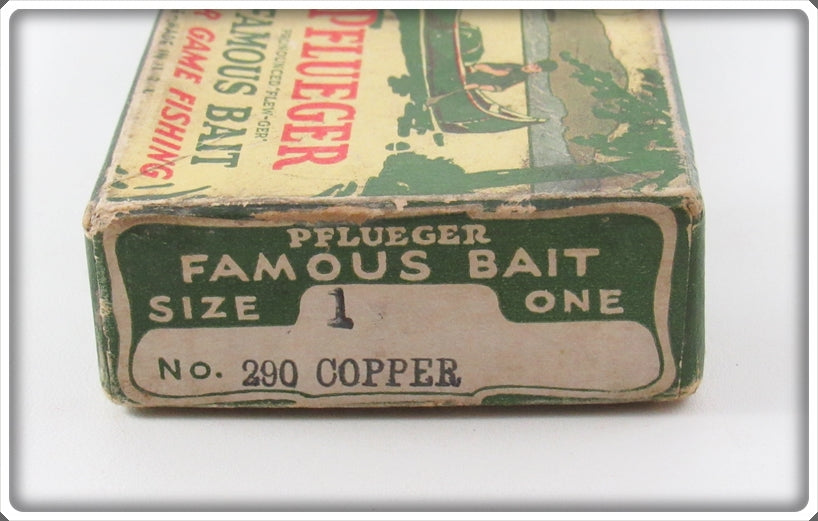 PFLUEGER
PRONOUNCED "FLEW-GER"
FAMOUS BAIT
GAME FISHING
PFLUEGER
FAMOUS BAIT
SIZE 1 ONE
No. 290 COPPER